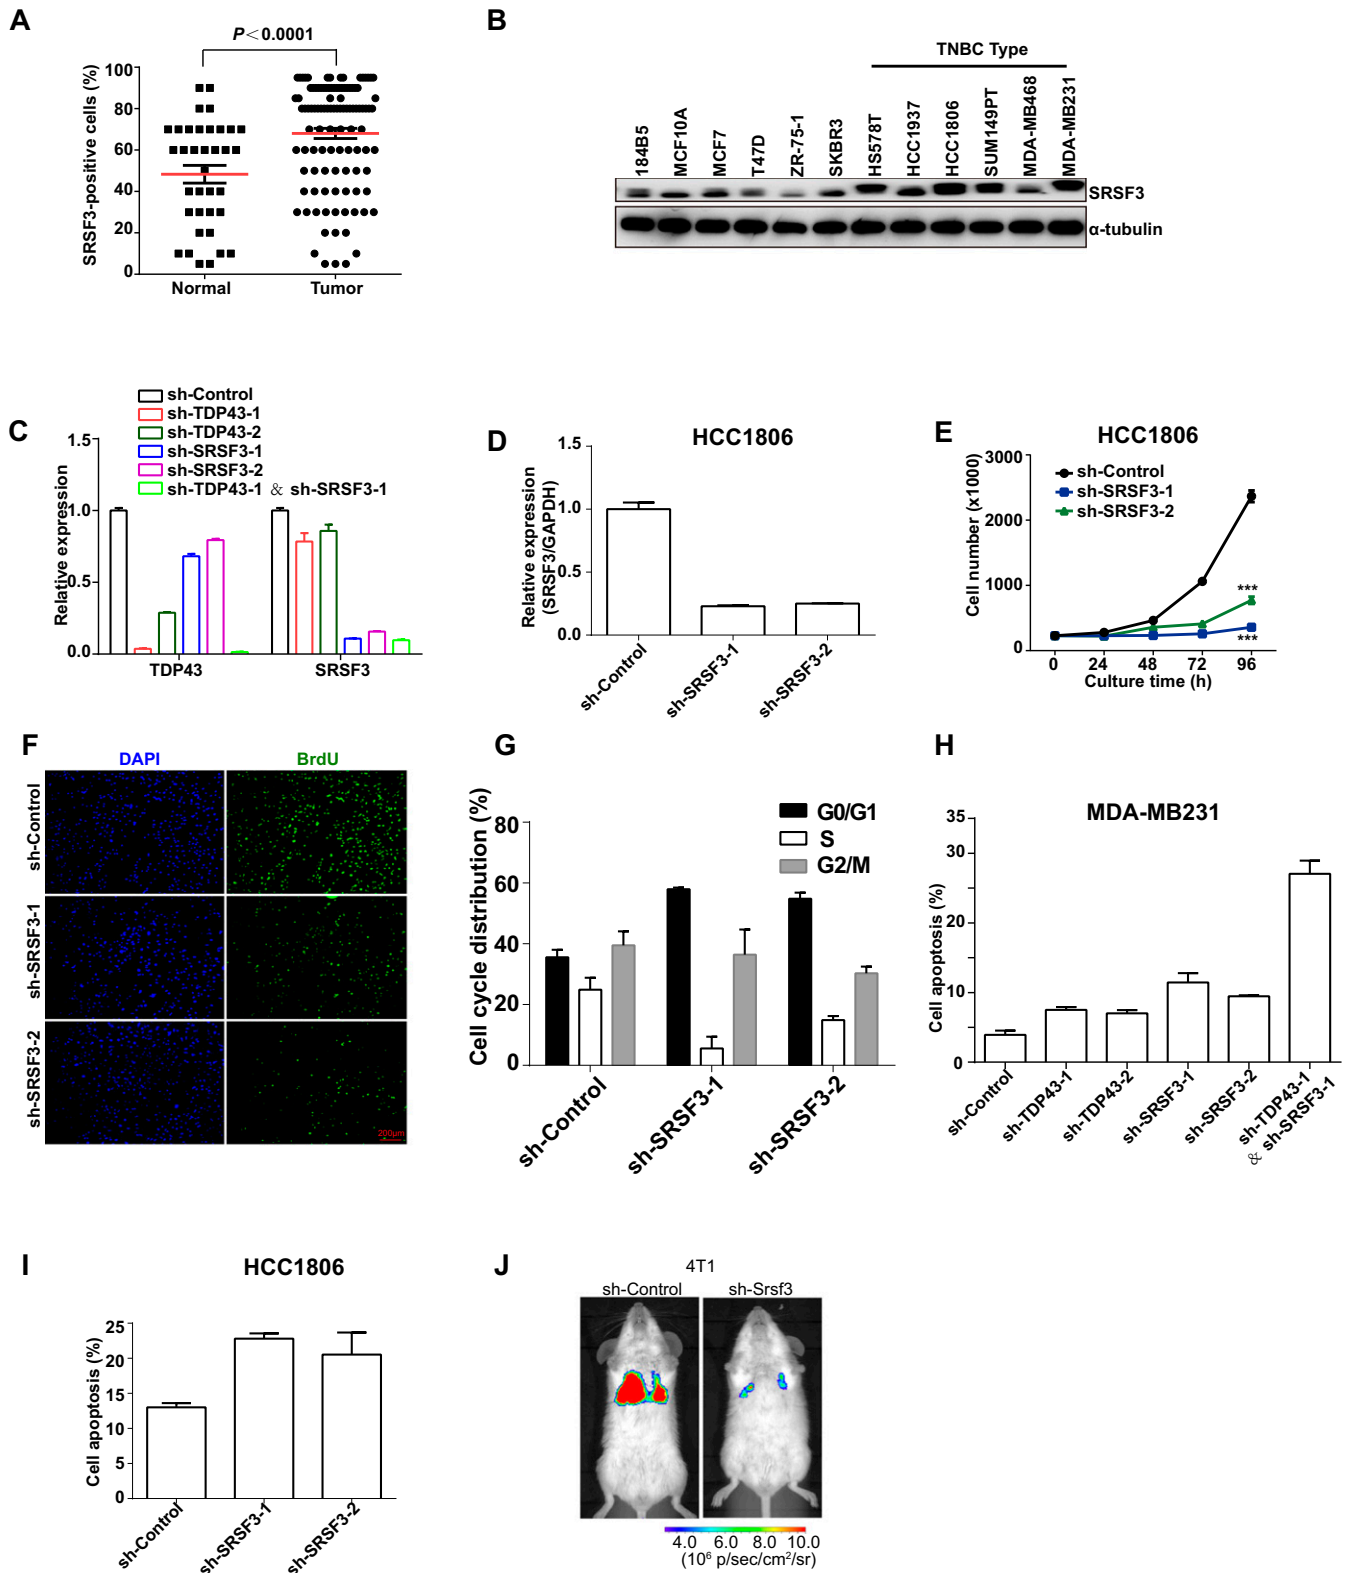 A
P<0.0001
SRSF3-positive cells (%)
100
80
60
40
20
0
Normal
Tumor
B
TNBC Type
184B5
MCF10A
MCF7
T47D
ZR-75-1
SKBR3
HS578T
HCC1937
HCC1806
SUM149PT
MDA-MB468
MDA-MB231
SRSF3
α-tubulin
C
sh-Control
sh-TDP43-1
sh-TDP43-2
sh-SRSF3-1
sh-SRSF3-2
sh-TDP43-1 & sh-SRSF3-1
Relative expression
1.5
1.0
0.5
0.0
TDP43
SRSF3
D
HCC1806
Relative expression
(SRSF3/GAPDH)
1.5
1.0
0.5
0.0
sh-Control
sh-SRSF3-1
sh-SRSF3-2
E
HCC1806
sh-Control
sh-SRSF3-1
sh-SRSF3-2
Cell number (x1000)
3000
2000
1000
0
***
***
0 24 48 72 96
Culture time (h)
F
DAPI
BrdU
sh-Control
sh-SRSF3-1
sh-SRSF3-2
200μm
G
Cell cycle distribution (%)
80
60
40
20
0
G0/G1
S
G2/M
sh-Control
sh-SRSF3-1
sh-SRSF3-2
H
MDA-MB231
Cell apoptosis (%)
35
30
15
10
5
0
sh-Control
sh-TDP43-1
sh-TDP43-2
sh-SRSF3-1
sh-SRSF3-2
sh-TDP43-1
& sh-SRSF3-1
I
HCC1806
Cell apoptosis (%)
25
20
15
10
5
0
sh-Control
sh-SRSF3-1
sh-SRSF3-2
J
4T1
sh-Control
sh-Srsf3
4.0 6.0 8.0 10.0
(10⁶ p/sec/cm²/sr)